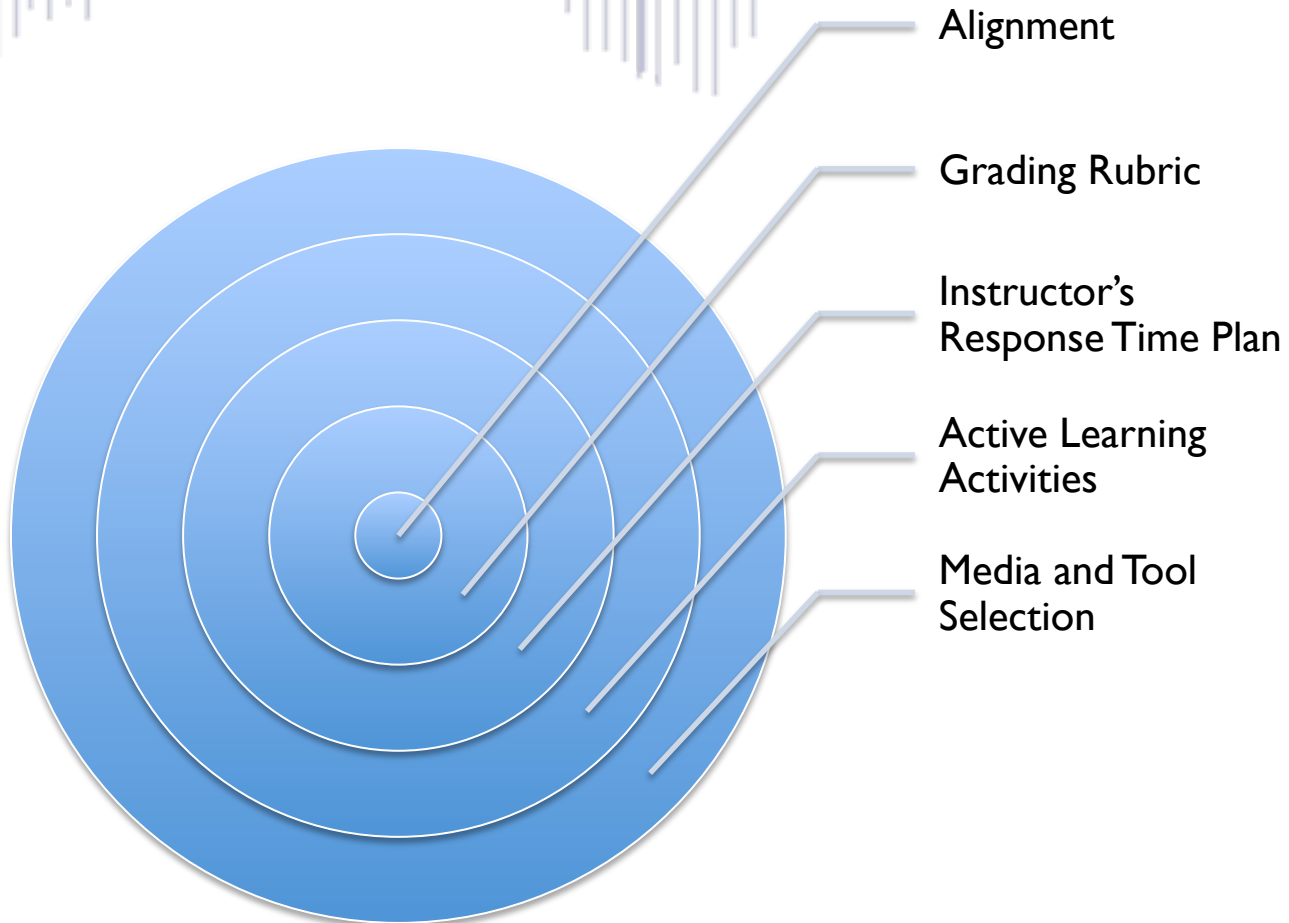 Alignment
Grading Rubric
Instructor’s
Response Time Plan
Active Learning
Activities
Media and Tool
Selection